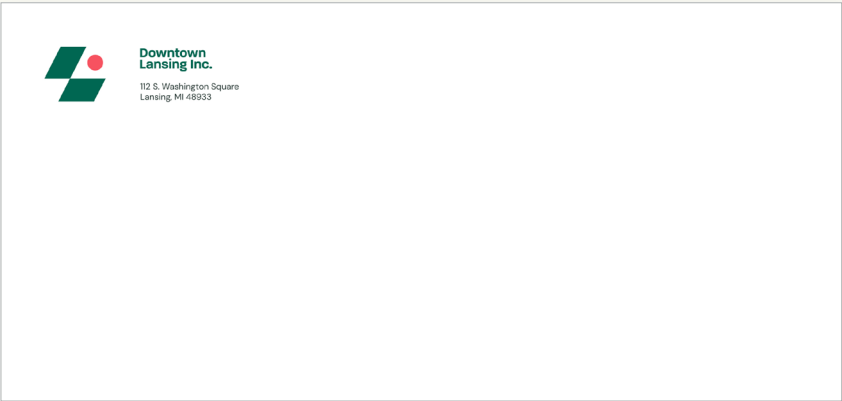 Downtown
Lansing Inc.
112 S. Washington Square
Lansing, MI 48933